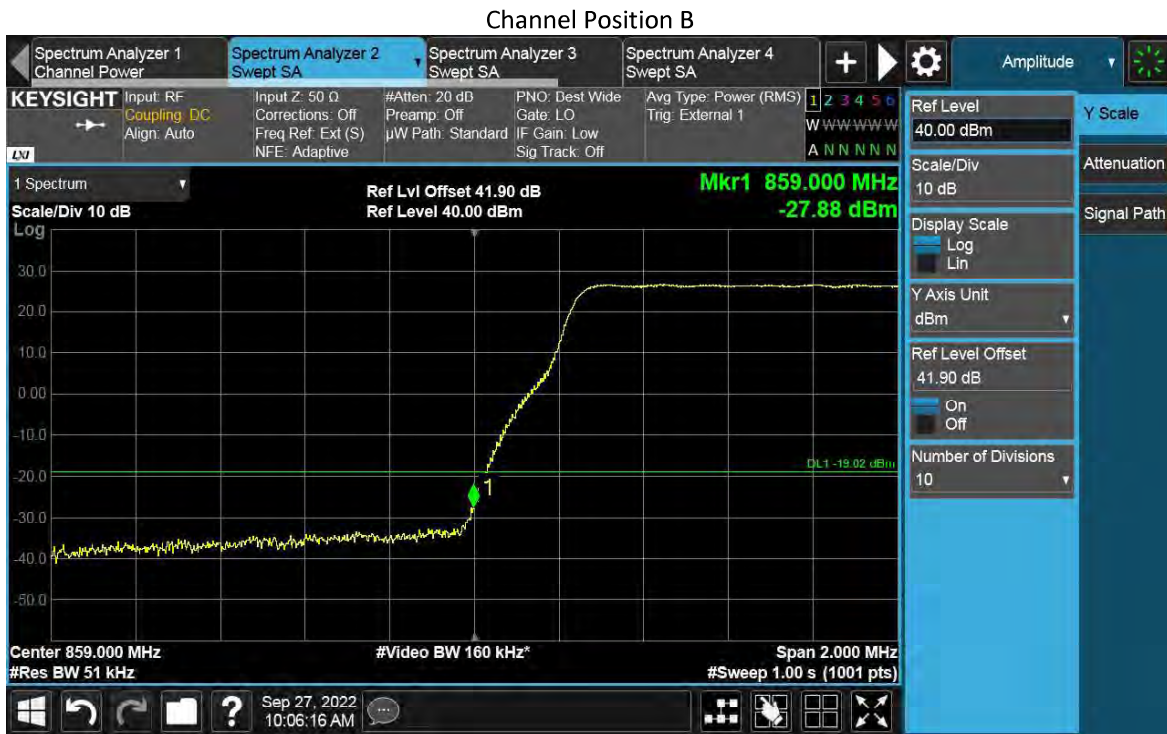 Channel Position B
Spectrum Analyzer 1
Channel Power
Spectrum Analyzer 2
Swept SA
Spectrum Analyzer 3
Swept SA
Spectrum Analyzer 4
Swept SA
+
Amplitude
KEYSIGHT
LXI
Input: RF
Coupling: DC
Align: Auto
Input Z: 50 Ω
Corrections: Off
Freq Ref: Ext (S)
NFE: Adaptive
#Atten: 20 dB
Preamp: Off
µW Path: Standard
PNO: Best Wide
Gate: LO
IF Gain: Low
Sig Track: Off
Avg Type: Power (RMS)
Trig: External 1
1 2 3 4 5 6
W W W W W W
A N N N N N
1 Spectrum
Scale/Div 10 dB
Log
Ref Lvl Offset 41.90 dB
Ref Level 40.00 dBm
Mkr1 859.000 MHz
-27.88 dBm
30.0
20.0
10.0
0.00
-10.0
-20.0
-30.0
-40.0
-50.0
DL1 -19.02 dBm
1
Center 859.000 MHz
#Res BW 51 kHz
#Video BW 160 kHz*
Span 2.000 MHz
#Sweep 1.00 s (1001 pts)
Ref Level
40.00 dBm
Scale/Div
10 dB
Display Scale
Log
Lin
Y Axis Unit
dBm
Ref Level Offset
41.90 dB
On
Off
Number of Divisions
10
Y Scale
Attenuation
Signal Path
?
Sep 27, 2022
10:06:16 AM